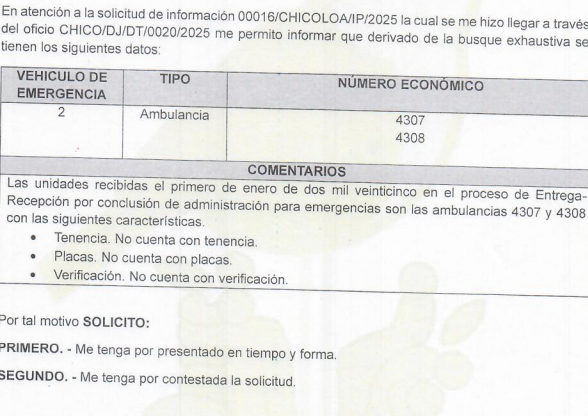 En atención a la solicitud de información 00016/CHICOLOA/IP/2025 la cual se me hizo llegar a través
del oficio CHICO/DJ/DT/0020/2025 me permito informar que derivado de la busque exhaustiva se
tienen los siguientes datos:
VEHICULO DE EMERGENCIA TIPO NÚMERO ECONÓMICO
2 Ambulancia 4307
4308
COMENTARIOS
Las unidades recibidas el primero de enero de dos mil veinticinco en el proceso de Entrega-
Recepción por conclusión de administración para emergencias son las ambulancias 4307 y 4308
con las siguientes características.
• Tenencia. No cuenta con tenencia.
• Placas. No cuenta con placas.
• Verificación. No cuenta con verificación.
Por tal motivo SOLICITO:
PRIMERO. - Me tenga por presentado en tiempo y forma.
SEGUNDO. - Me tenga por contestada la solicitud.